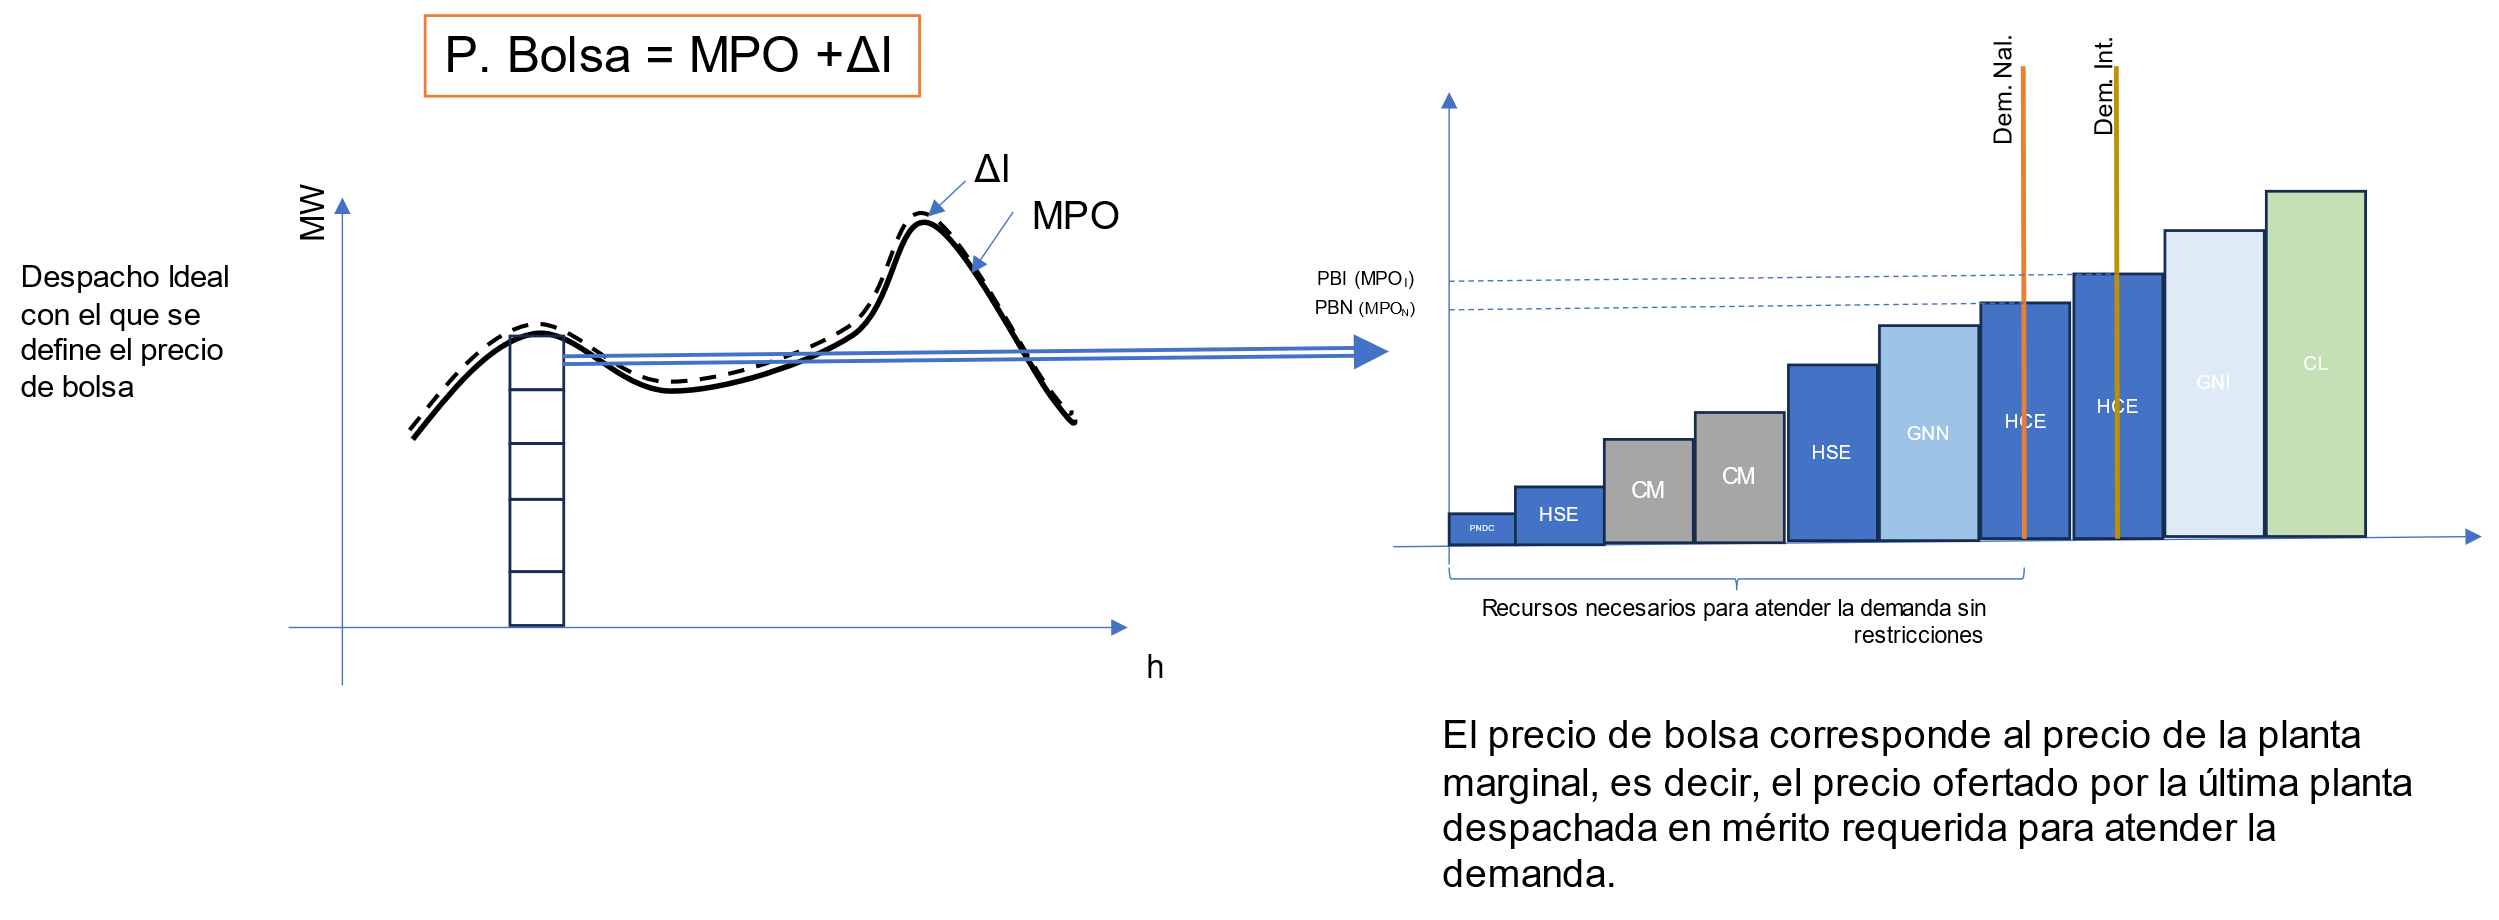 P. Bolsa = MPO +ΔI
MW
Despacho Ideal
con el que se
define el precio
de bolsa
ΔI
MPO
h
Dem. Nal.
Dem. Int.
PBI (MPO I)
PBN (MPO N)
PNDC
HSE
CM
CM
HSE
GNN
HCE
HCE
GNI
CL
Recursos necesarios para atender la demanda sin
restricciones
El precio de bolsa corresponde al precio de la planta
marginal, es decir, el precio ofertado por la última planta
despachada en mérito requerida para atender la
demanda.